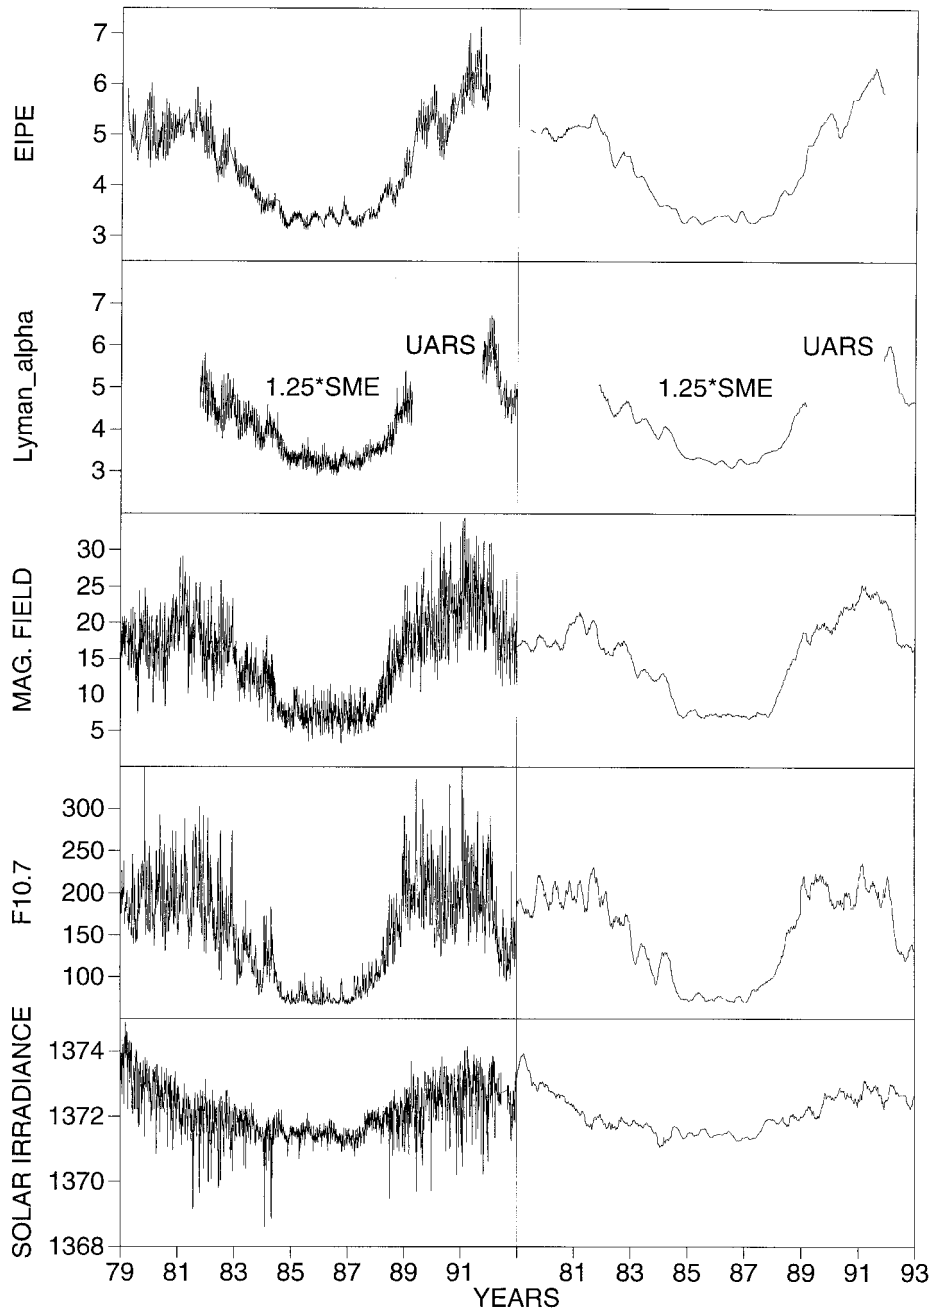 EIPE
7
6
5
4
3
Lyman_alpha
7
6
5
4
3
UARS
1.25*SME
UARS
1.25*SME
MAG. FIELD
30
25
20
15
10
5
F10.7
300
250
200
150
100
SOLAR IRRADIANCE
1374
1372
1370
1368
79 81 83 85 87 89 91 81 83 85 87 89 91 93
YEARS